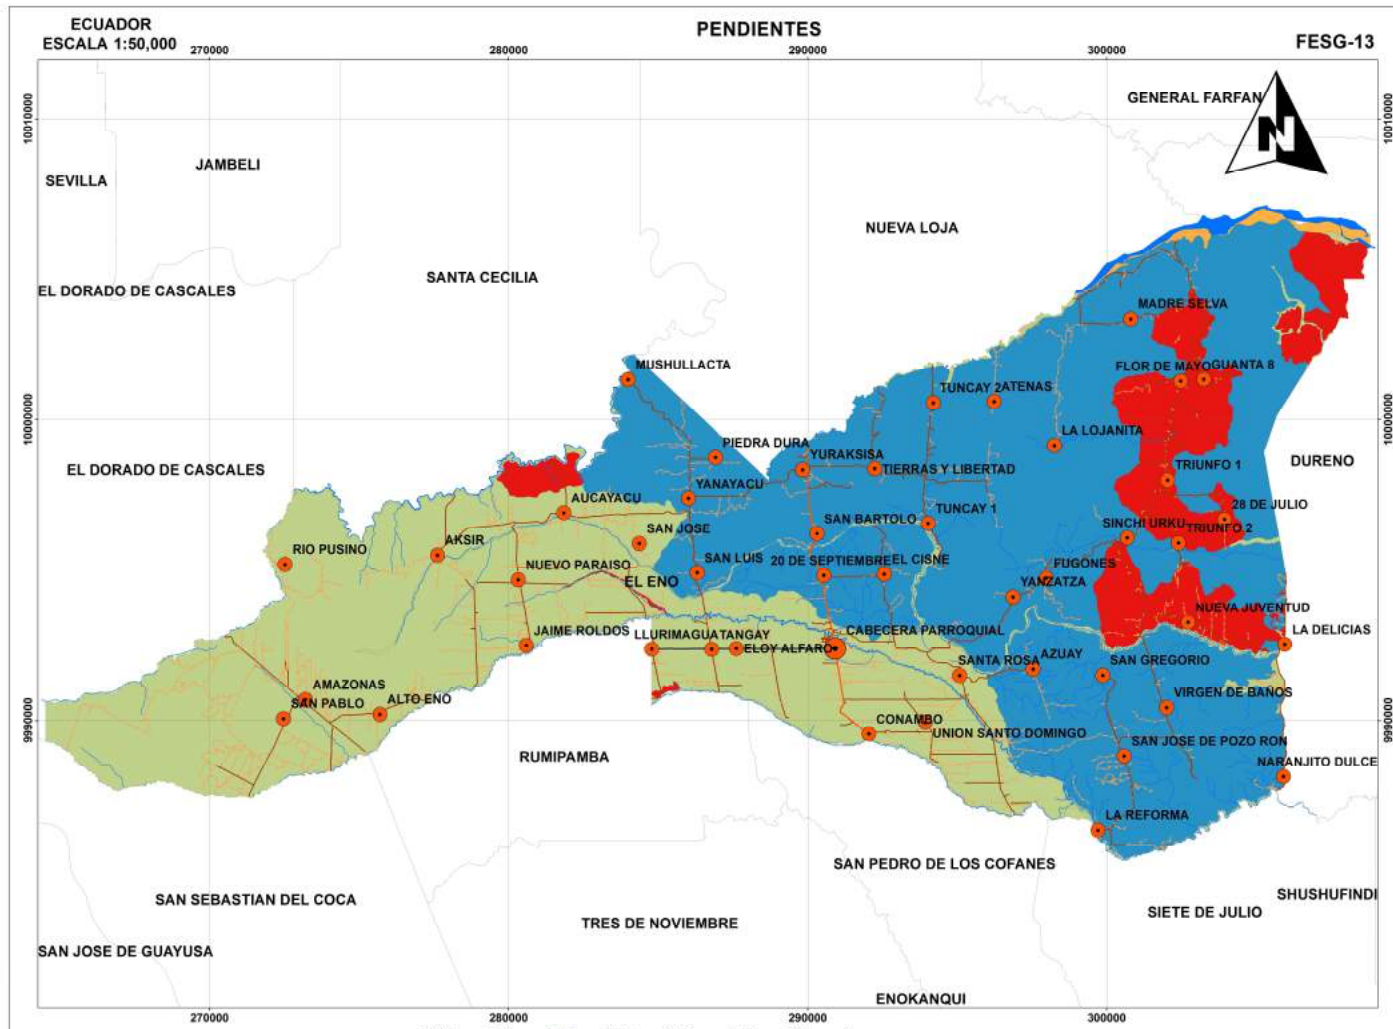 ECUADOR
ESCALA 1:50,000
PENDIENTES
FESG-13
270000
280000
290000
300000
GENERAL FARFAN
10010000
10010000
N
JAMBELI
SEVILLA
NUEVA LOJA
SANTA CECILIA
EL DORADO DE CASCALES
MADRE SELVA
MUSHULLACTA
FLOR DE MAYO
GUANTA 8
TUNCAY 2
ATENAS
10000000
10000000
LA LOJANITA
PIEDRA DURA
EL DORADO DE CASCALES
YURAKSISA
TIERRAS Y LIBERTAD
TRIUNFO 1
DURENO
YANAYACU
AUCAYACU
28 DE JULIO
TUNCAY 1
SAN BARTOLO
SINCHI URKU
TRIUNFO 2
SAN JOSE
AKSIR
RIO PUSINO
SAN LUIS
20 DE SEPTIEMBRE
EL CISNE
FUGONES
NUEVO PARAISO
EL ENO
YANZATZA
NUEVA JUVENTUD
JAIME ROLDOS
LLURIMAGUA
TANGAY
CABECERA PARROQUIAL
LA DELICIAS
ELOY ALFARO
AZUAY
SANTA ROSA
SAN GREGORIO
AMAZONAS
SAN PABLO
ALTO ENO
VIRGEN DE BAÑOS
9990000
9990000
CONAMBO
UNION SANTO DOMINGO
SAN JOSE DE POZO RON
RUMIPAMBA
NARANJITO DULCE
LA REFORMA
SAN PEDRO DE LOS COFANES
SHUSHUFINDI
SAN SEBASTIAN DEL COCA
SIETE DE JULIO
TRES DE NOVIEMBRE
SAN JOSE DE GUAYUSA
ENOKANQUI
270000
280000
290000
300000